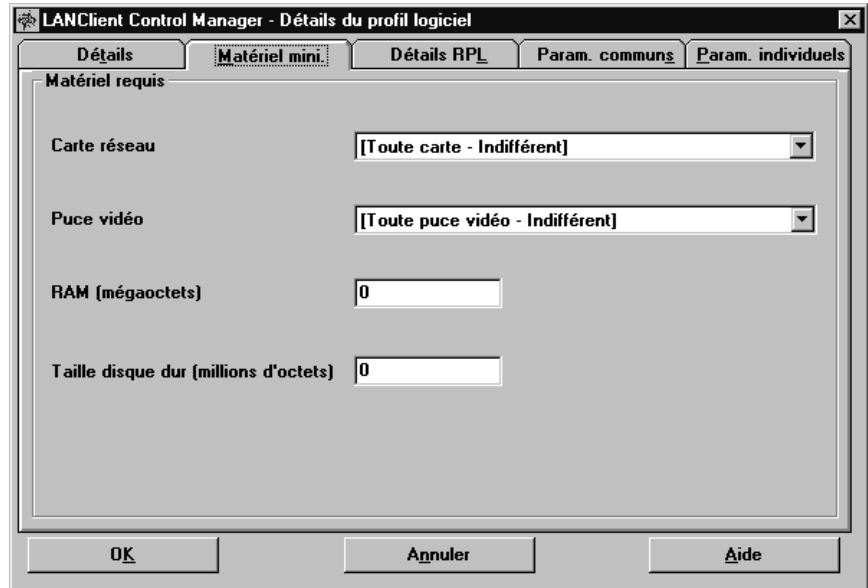 LANClient Control Manager - Détails du profil logiciel
Détails Matériel mini. Détails RPL Param. communs Param. individuels
Matériel requis
Carte réseau [Toute carte - Indifférent]
Puce vidéo [Toute puce vidéo - Indifférent]
RAM (mégaoctets) 0
Taille disque dur (millions d'octets) 0
OK Annuler Aide